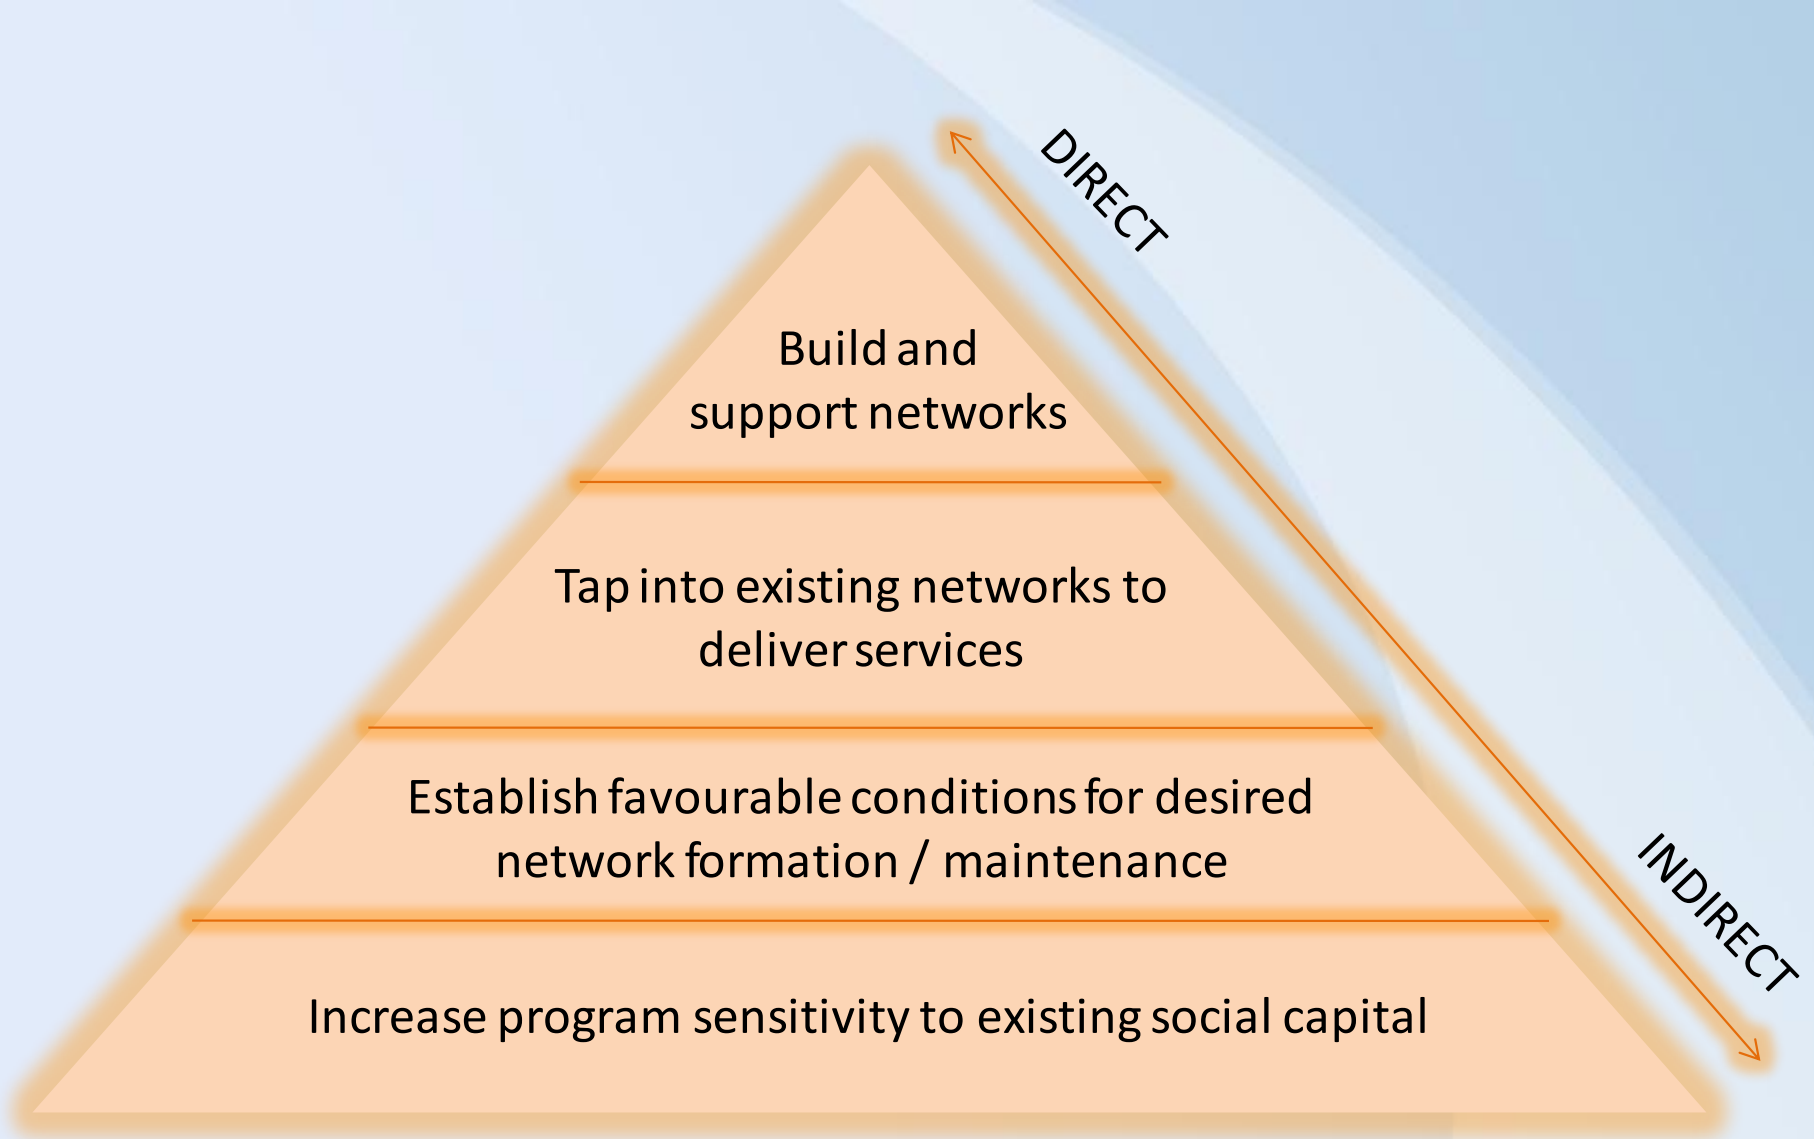 DIRECT
Build and
support networks
Tap into existing networks to
deliver services
Establish favourable conditions for desired
network formation / maintenance
INDIRECT
Increase program sensitivity to existing social capital